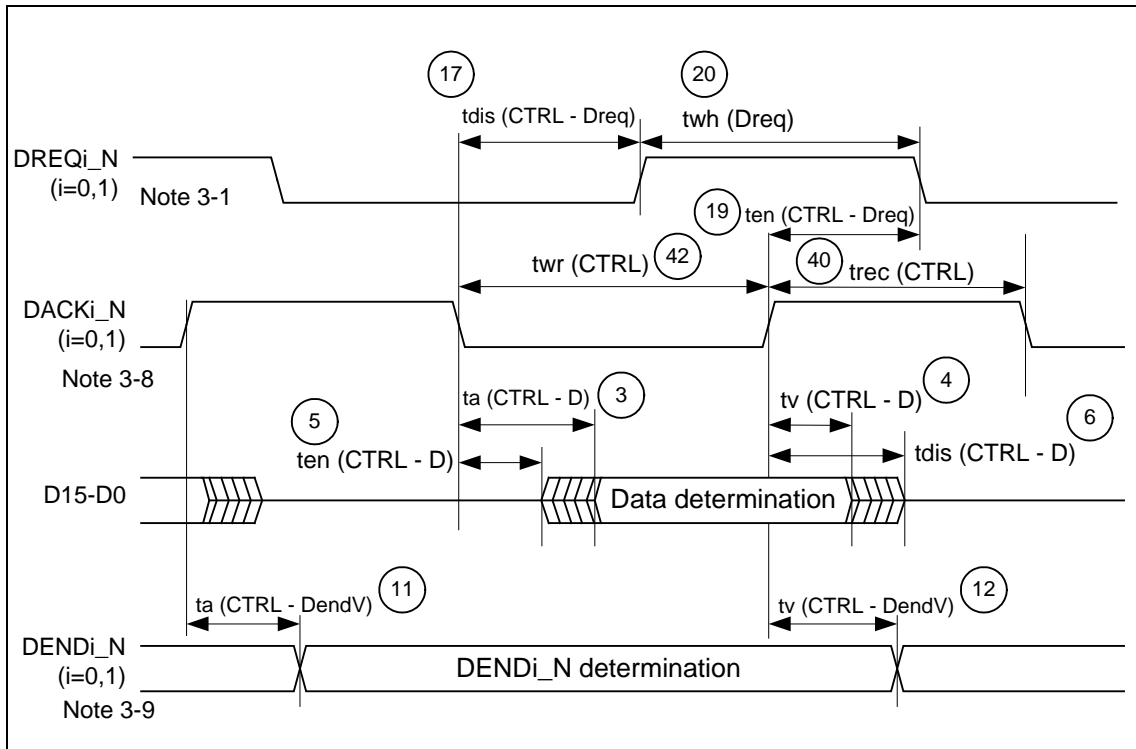 17
20
tdis (CTRL - Dreq)
twh (Dreq)
DREQi_N
(i=0,1)
Note 3-1
19
ten (CTRL - Dreq)
twr (CTRL)
42
40
trec (CTRL)
DACKi_N
(i=0,1)
Note 3-8
ta (CTRL - D)
3
tv (CTRL - D)
4
5
ten (CTRL - D)
6
tdis (CTRL - D)
D15-D0
Data determination
ta (CTRL - DendV)
11
tv (CTRL - DendV)
12
DENDi_N
(i=0,1)
DENDi_N determination
Note 3-9